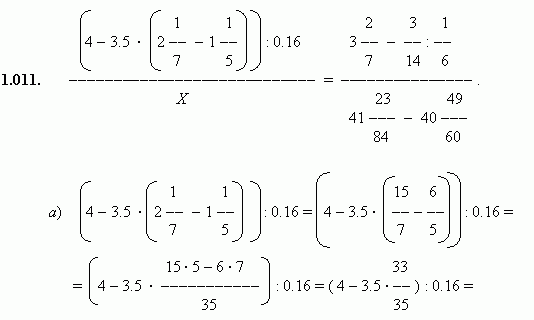 1.011. (4 – 3.5 · (2 1/7 – 1 1/5)) : 0.16 / X = 3 2/7 – 3/14 : 1/6 / 41 23/84 – 40 49/60 .
a) (4 – 3.5 · (2 1/7 – 1 1/5)) : 0.16 = (4 – 3.5 · (15/7 – 6/5)) : 0.16 =
= (4 – 3.5 · 15 · 5 – 6 · 7 / 35) : 0.16 = ( 4 – 3.5 · 33/35 ) : 0.16 =